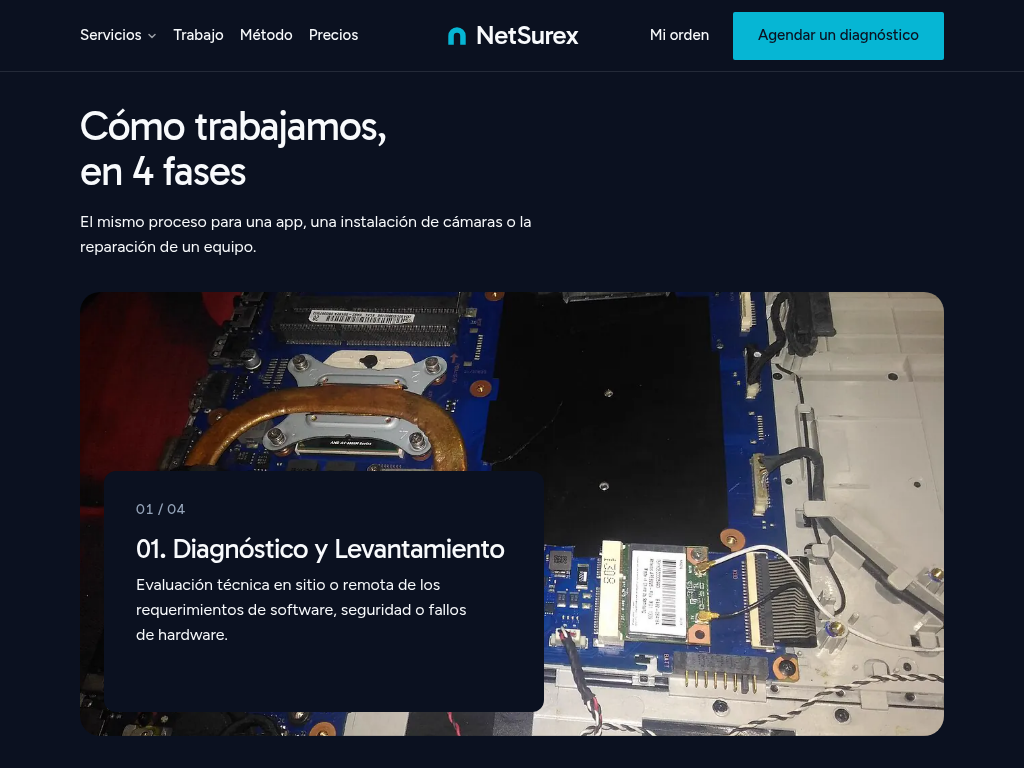 Servicios
Trabajo
Método
Precios
NetSurex
Mi orden
Agendar un diagnóstico
Cómo trabajamos,
en 4 fases
El mismo proceso para una app, una instalación de cámaras o la
reparación de un equipo.
01 / 04
01. Diagnóstico y Levantamiento
Evaluación técnica en sitio o remota de los
requerimientos de software, seguridad o fallos
de hardware.
1309
BATT